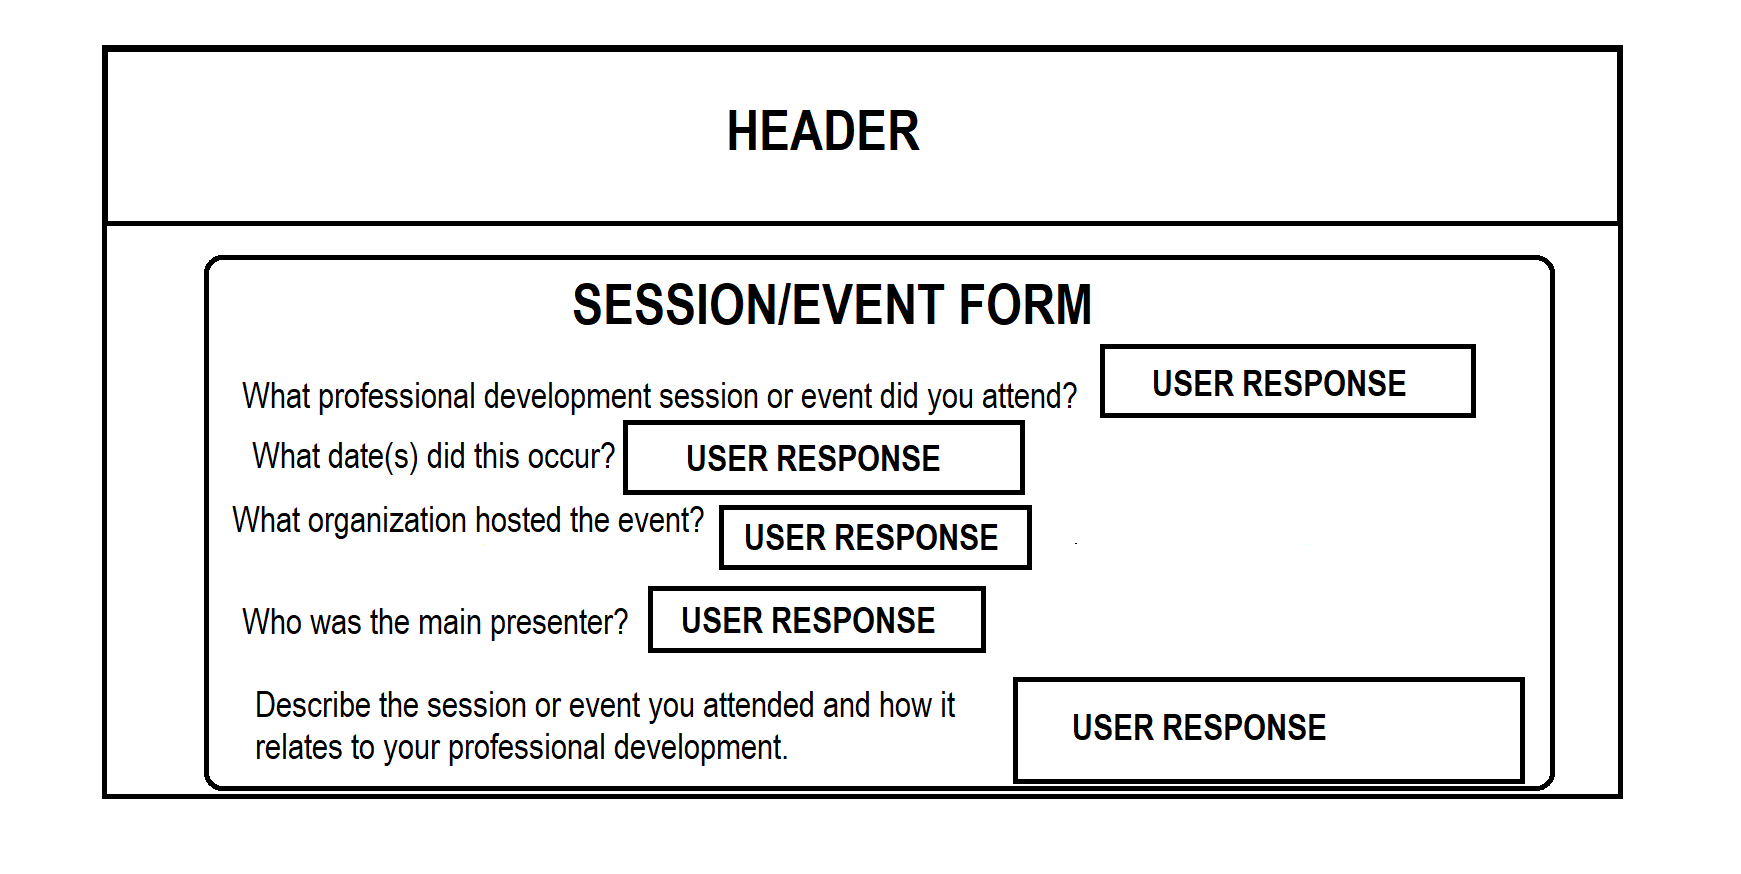 HEADER
SESSION/EVENT FORM
What professional development session or event did you attend? USER RESPONSE
What date(s) did this occur? USER RESPONSE
What organization hosted the event? USER RESPONSE
Who was the main presenter? USER RESPONSE
Describe the session or event you attended and how it
relates to your professional development.
USER RESPONSE